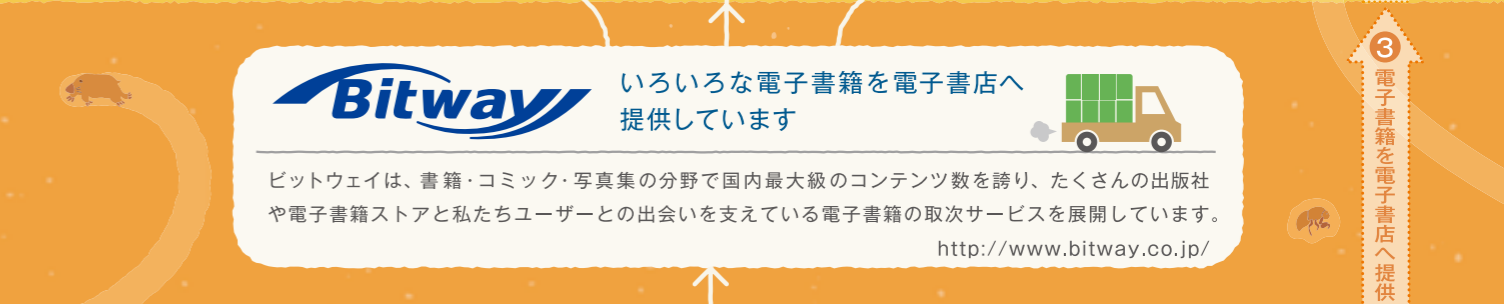 Bitway
いろいろな電子書籍を電子書店へ
提供しています
ビットウェイは、書籍・コミック・写真集の分野で国内最大級のコンテンツ数を誇り、たくさんの出版社
や電子書籍ストアと私たちユーザーとの出会いを支えている電子書籍の取次サービスを展開しています。
http://www.bitway.co.jp/
3
電子書籍を電子書店へ提供